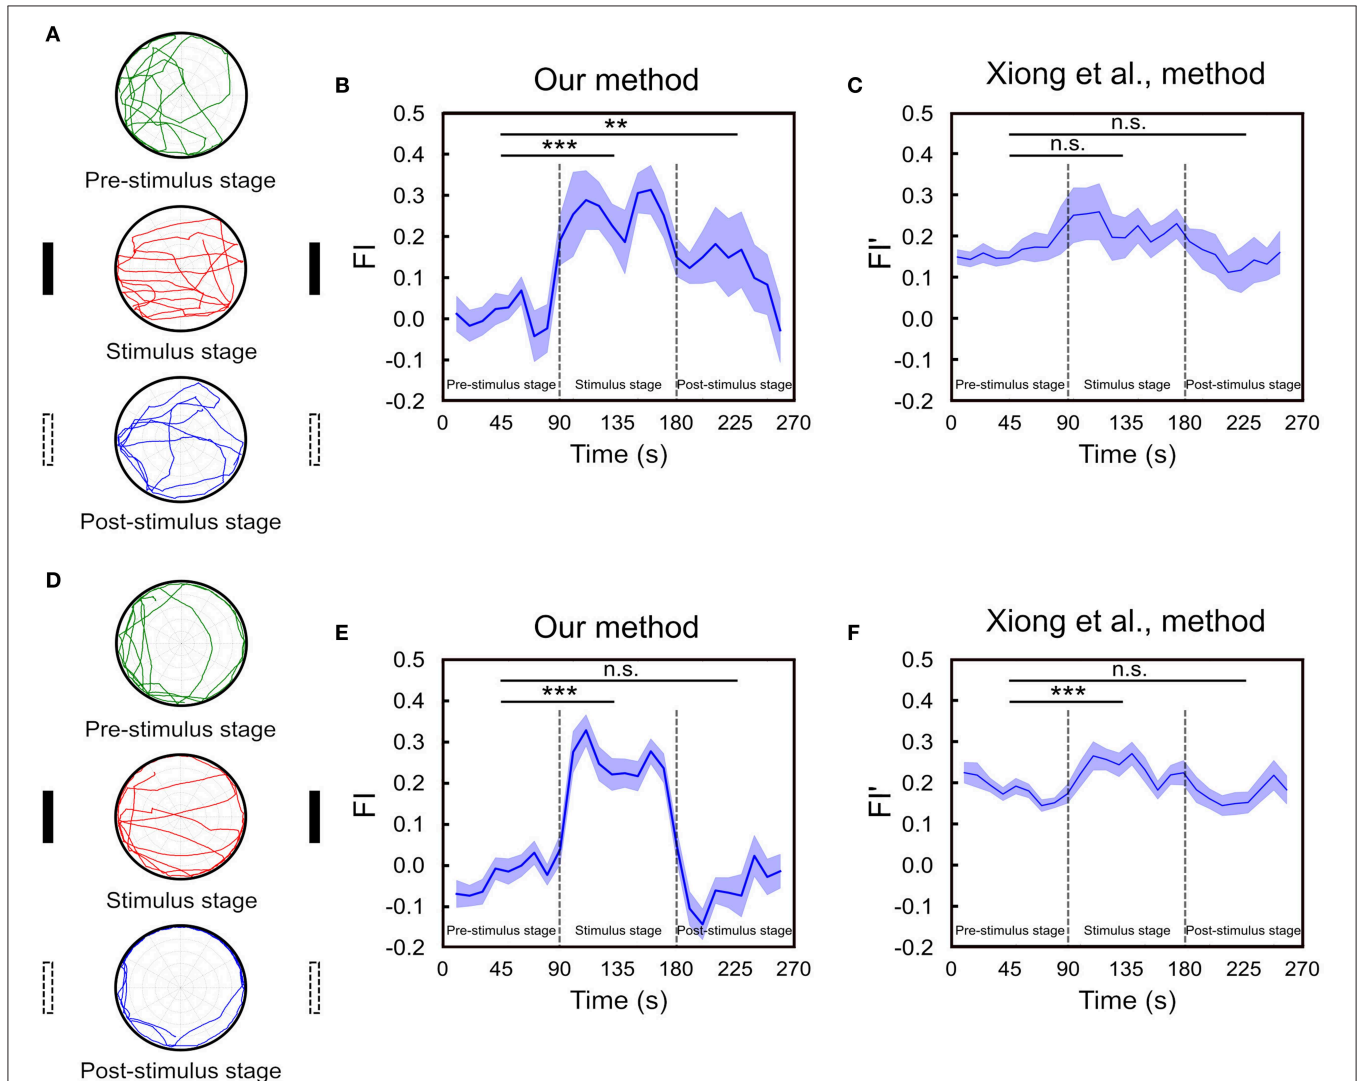 A
Pre-stimulus stage
Stimulus stage
Post-stimulus stage
B
Our method
FI
0.5
0.4
0.3
0.2
0.1
0.0
-0.1
-0.2
**
***
Pre-stimulus stage
Stimulus stage
Post-stimulus stage
0 45 90 135 180 225 270
Time (s)
C
Xiong et al., method
FI'
0.5
0.4
0.3
0.2
0.1
0.0
-0.1
-0.2
n.s.
n.s.
Pre-stimulus stage
Stimulus stage
Post-stimulus stage
0 45 90 135 180 225 270
Time (s)
D
Pre-stimulus stage
Stimulus stage
Post-stimulus stage
E
Our method
FI
0.5
0.4
0.3
0.2
0.1
0.0
-0.1
-0.2
n.s.
***
Pre-stimulus stage
Stimulus stage
Post-stimulus stage
0 45 90 135 180 225 270
Time (s)
F
Xiong et al., method
FI'
0.5
0.4
0.3
0.2
0.1
0.0
-0.1
-0.2
n.s.
***
Pre-stimulus stage
Stimulus stage
Post-stimulus stage
0 45 90 135 180 225 270
Time (s)